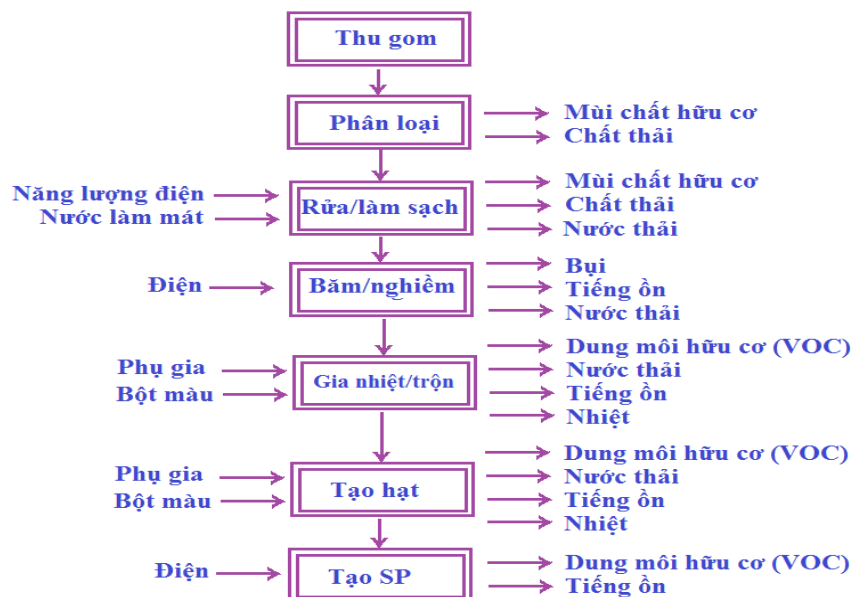 Thu gom
Phân loại
Mùi chất hữu cơ
Chất thải
Năng lượng điện
Nước làm mát
Rửa/làm sạch
Mùi chất hữu cơ
Chất thải
Nước thải
Điện
Băm/nghiềm
Bụi
Tiếng ồn
Nước thải
Phụ gia
Bột màu
Gia nhiệt/trộn
Dung môi hữu cơ (VOC)
Nước thải
Tiếng ồn
Nhiệt
Phụ gia
Bột màu
Tạo hạt
Dung môi hữu cơ (VOC)
Nước thải
Tiếng ồn
Nhiệt
Điện
Tạo SP
Dung môi hữu cơ (VOC)
Tiếng ồn